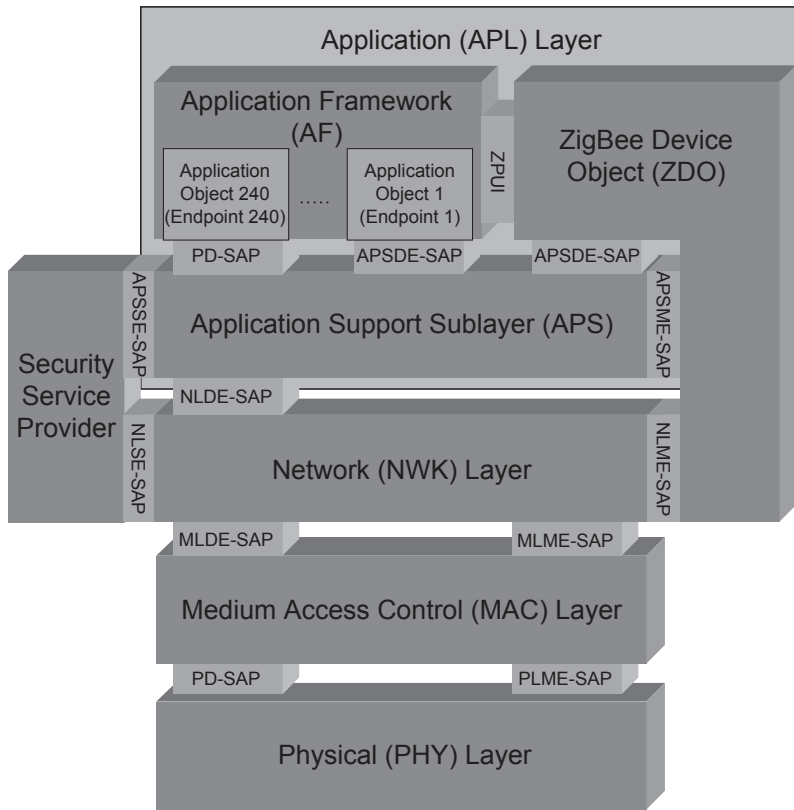 Application (APL) Layer
Application Framework
(AF)
ZigBee Device
Object (ZDO)
ZPUI
Application
Object 240
(Endpoint 240)
.....
Application
Object 1
(Endpoint 1)
PD-SAP
APSDE-SAP
APSDE-SAP
Security
Service
Provider
APSSE-SAP
Application Support Sublayer (APS)
APSME-SAP
NLDE-SAP
NLSE-SAP
Network (NWK) Layer
NLME-SAP
MLDE-SAP
MLME-SAP
Medium Access Control (MAC) Layer
PD-SAP
PLME-SAP
Physical (PHY) Layer